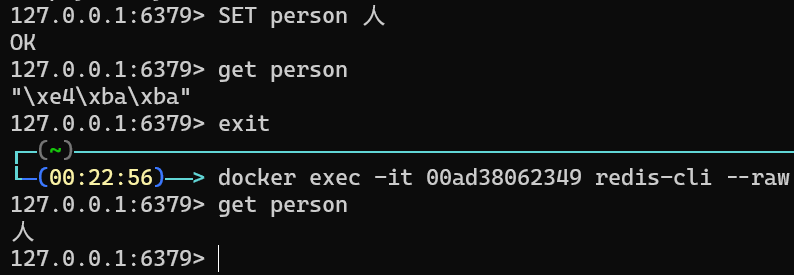 127.0.0.1:6379> SET person 人
OK
127.0.0.1:6379> get person
"\xe4\xba\xba"
127.0.0.1:6379> exit
(~)
(00:22:56)──> docker exec -it 00ad38062349 redis-cli --raw
127.0.0.1:6379> get person
人
127.0.0.1:6379>